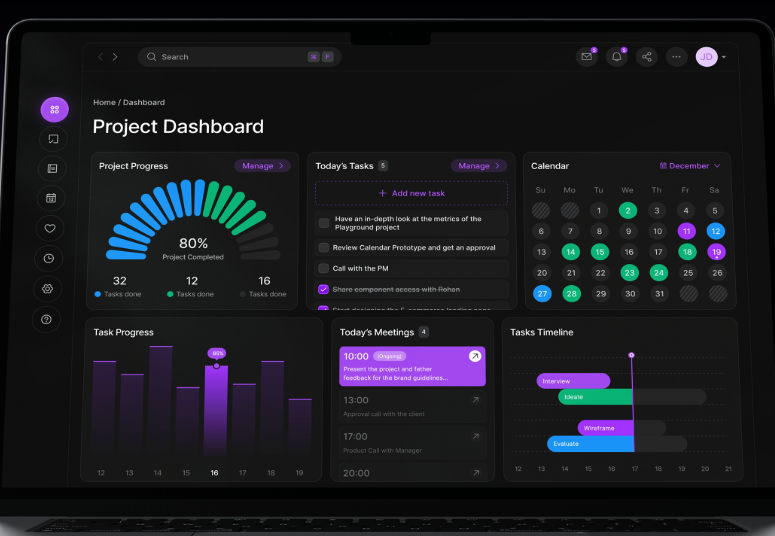 Search
⌘ F
5
5
JD
Home / Dashboard
Project Dashboard
Project Progress
Manage
80%
Project Completed
32
12
16
Tasks done
Tasks done
Tasks done
Today's Tasks 5
Manage
+ Add new task
Have an in-depth look at the metrics of the
Playground project
Review Calendar Prototype and get an approval
Call with the PM
Share component access with Rohan
Start designing the E-commerce landing page
Calendar
December
Su Mo Tu We Th Fr Sa
1 2 3 4 5
6 7 8 9 10 11 12
13 14 15 16 17 18 19
20 21 22 23 24 25 26
27 28 29 30 31
Task Progress
85%
12 13 14 15 16 17 18 19
Today's Meetings 4
10:00 (Ongoing)
Present the project and father
feedback for the brand guidelines...
13:00
Approval call with the client
17:00
Product Call with Manager
20:00
Tasks Timeline
Interview
Ideate
Wireframe
Evaluate
12 13 14 15 16 17 18 19 20 21